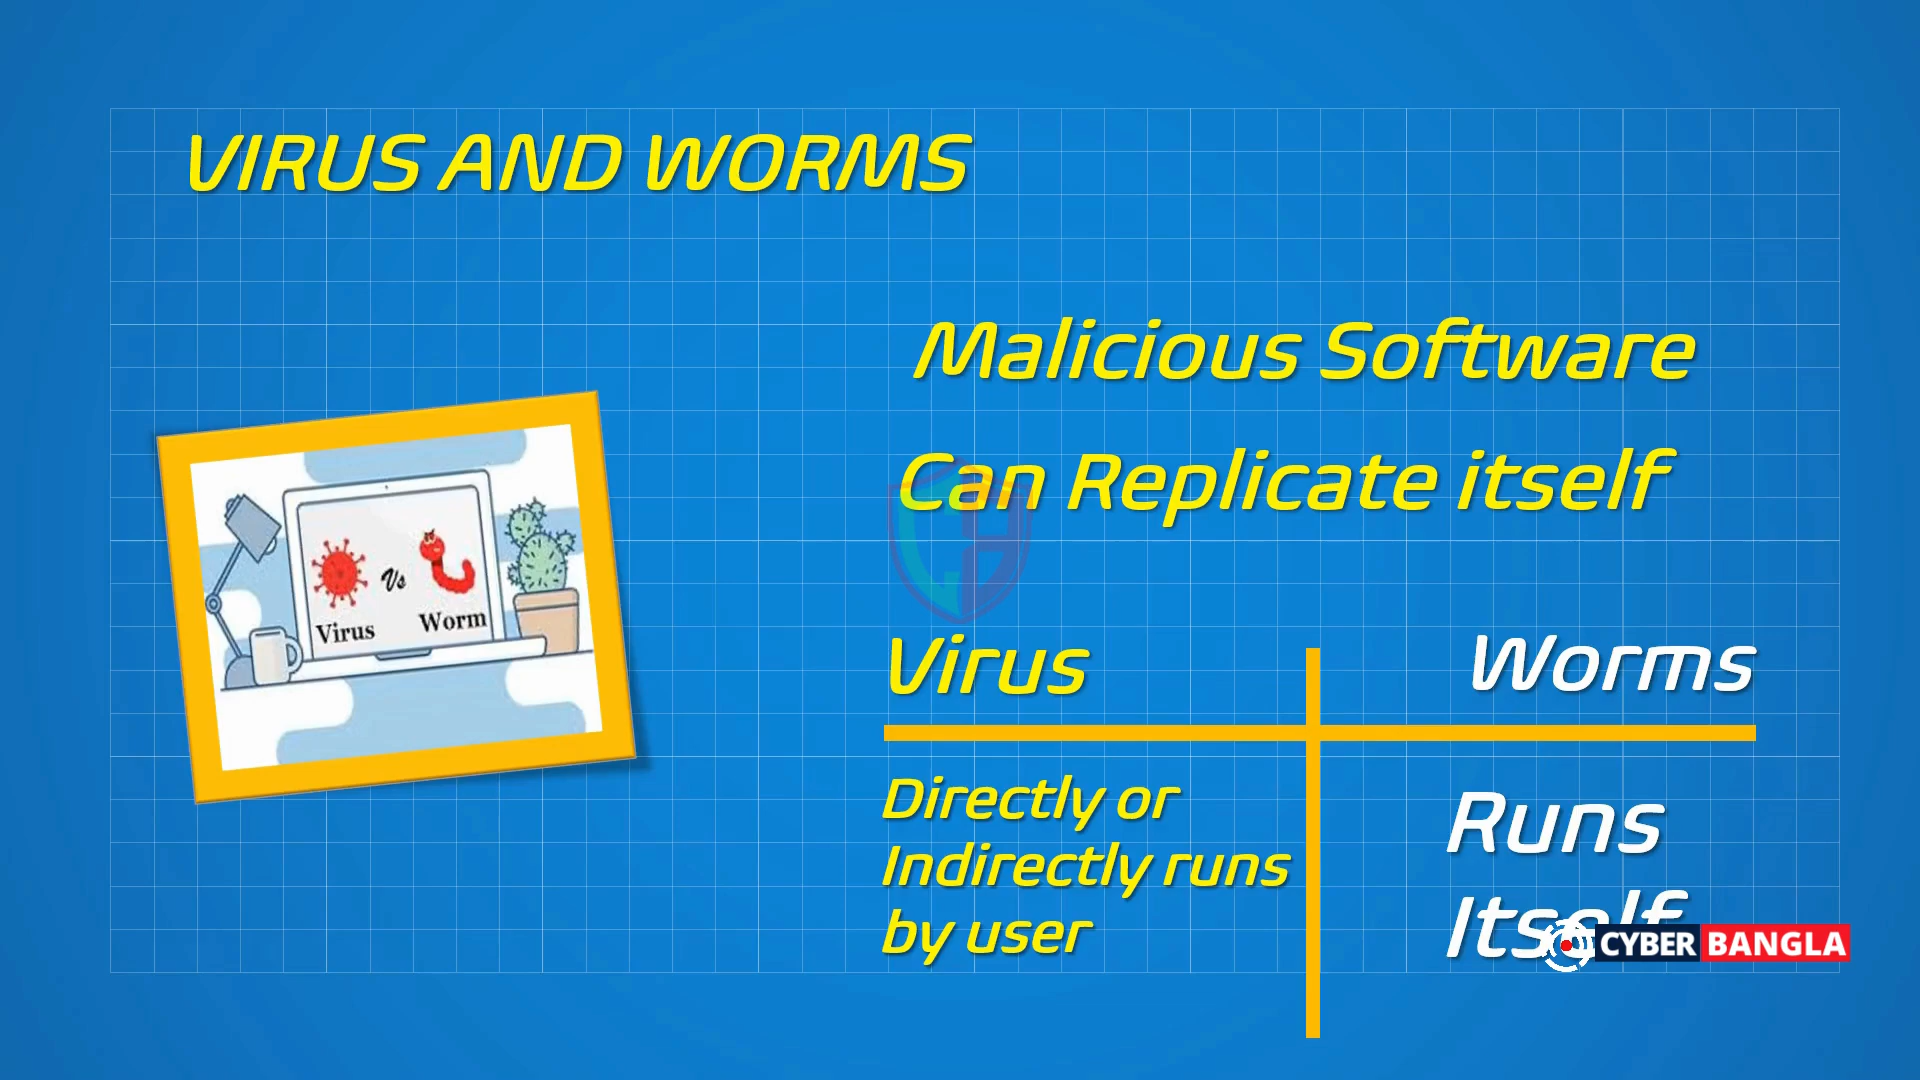 VIRUS AND WORMS
Malicious Software
Can Replicate itself
Virus Vs Worm
Virus
Worms
Directly or
Indirectly runs
by user
Runs
Itself
CYBER BANGLA